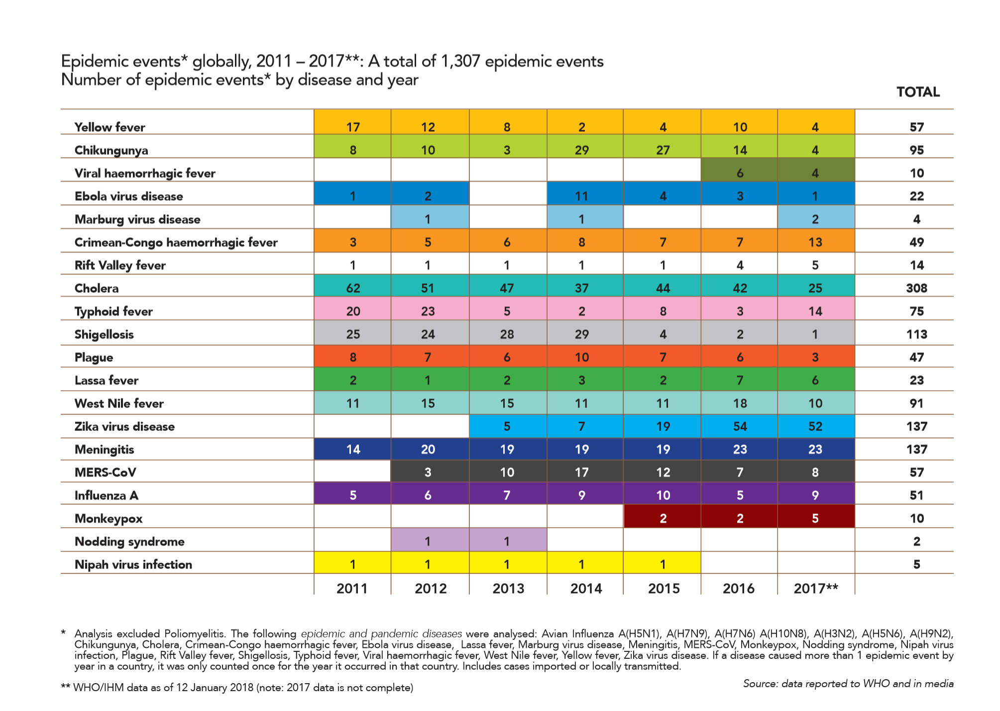 Epidemic events* globally, 2011 – 2017**: A total of 1,307 epidemic events
Number of epidemic events* by disease and year
TOTAL
Yellow fever 17 12 8 2 4 10 4 57
Chikungunya 8 10 3 29 27 14 4 95
Viral haemorrhagic fever 6 4 10
Ebola virus disease 1 2 11 4 3 1 22
Marburg virus disease 1 1 2 4
Crimean-Congo haemorrhagic fever 3 5 6 8 7 7 13 49
Rift Valley fever 1 1 1 1 1 4 5 14
Cholera 62 51 47 37 44 42 25 308
Typhoid fever 20 23 5 2 8 3 14 75
Shigellosis 25 24 28 29 4 2 1 113
Plague 8 7 6 10 7 6 3 47
Lassa fever 2 1 2 3 2 7 6 23
West Nile fever 11 15 15 11 11 18 10 91
Zika virus disease 5 7 19 54 52 137
Meningitis 14 20 19 19 19 23 23 137
MERS-CoV 3 10 17 12 7 8 57
Influenza A 5 6 7 9 10 5 9 51
Monkeypox 2 2 5 10
Nodding syndrome 1 1 2
Nipah virus infection 1 1 1 1 1 5
2011 2012 2013 2014 2015 2016 2017**
* Analysis excluded Poliomyelitis. The following epidemic and pandemic diseases were analysed: Avian Influenza A(H5N1), A(H7N9), A(H7N6) A(H10N8), A(H3N2), A(H5N6), A(H9N2),
Chikungunya, Cholera, Crimean-Congo haemorrhagic fever, Ebola virus disease, Lassa fever, Marburg virus disease, Meningitis, MERS-CoV, Monkeypox, Nodding syndrome, Nipah virus
infection, Plague, Rift Valley fever, Shigellosis, Typhoid fever, Viral haemorrhagic fever, West Nile fever, Yellow fever, Zika virus disease. If a disease caused more than 1 epidemic event by
year in a country, it was only counted once for the year it occurred in that country. Includes cases imported or locally transmitted.
** WHO/IHM data as of 12 January 2018 (note: 2017 data is not complete)
Source: data reported to WHO and in media